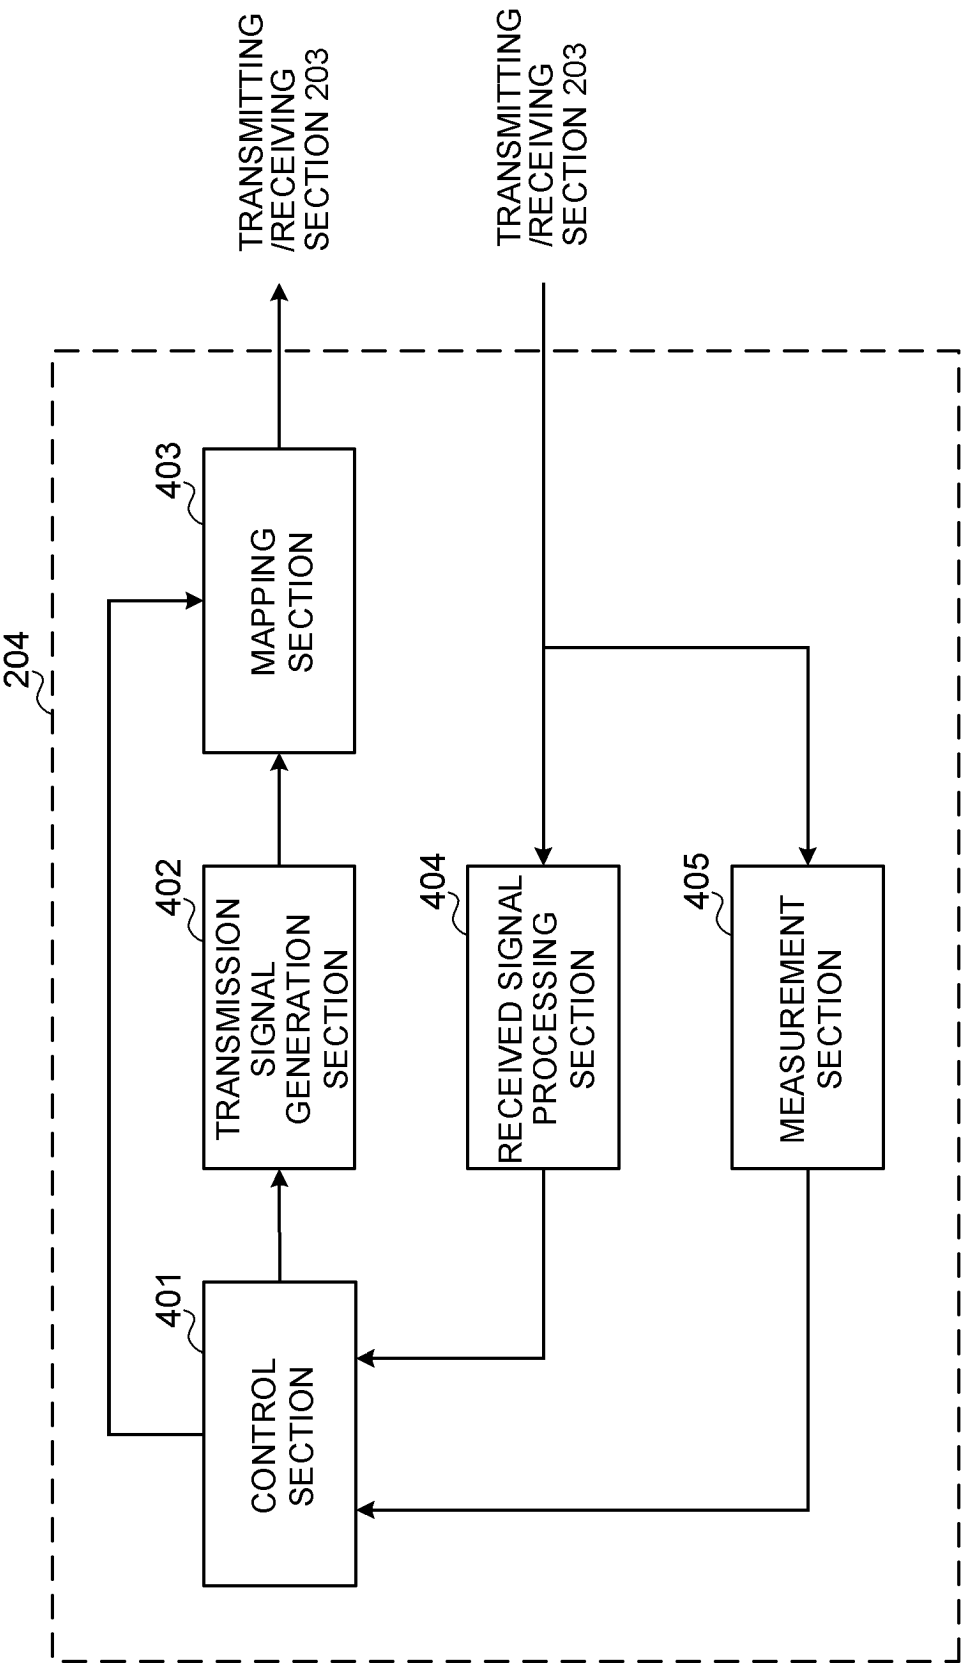 204
401
CONTROL
SECTION
402
TRANSMISSION
SIGNAL
GENERATION
SECTION
403
MAPPING
SECTION
TRANSMITTING
/RECEIVING
SECTION 203
404
RECEIVED SIGNAL
PROCESSING
SECTION
TRANSMITTING
/RECEIVING
SECTION 203
405
MEASUREMENT
SECTION